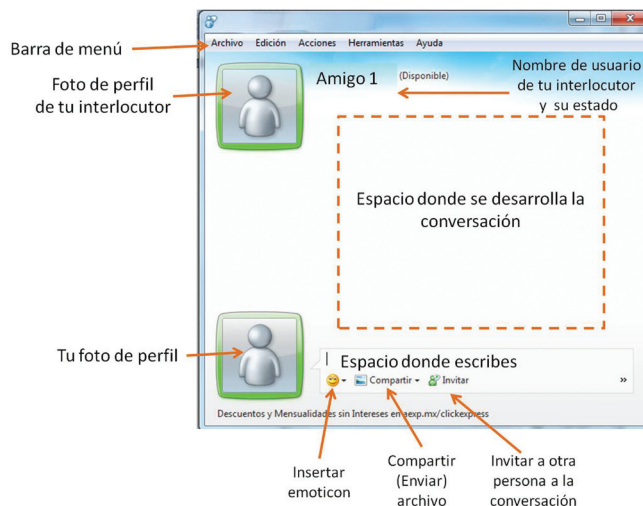 Archivo Edición Acciones Herramientas Ayuda
Barra de menú
Foto de perfil
de tu interlocutor
Amigo 1 (Disponible)
Nombre de usuario
de tu interlocutor
y su estado
Espacio donde se desarrolla la
conversación
Tu foto de perfil
Espacio donde escribes
Compartir Invitar »
Descuentos y Mensualidades sin Intereses en aexp.mx/clickexpress
Insertar
emoticon
Compartir
(Enviar)
archivo
Invitar a otra
persona a la
conversación